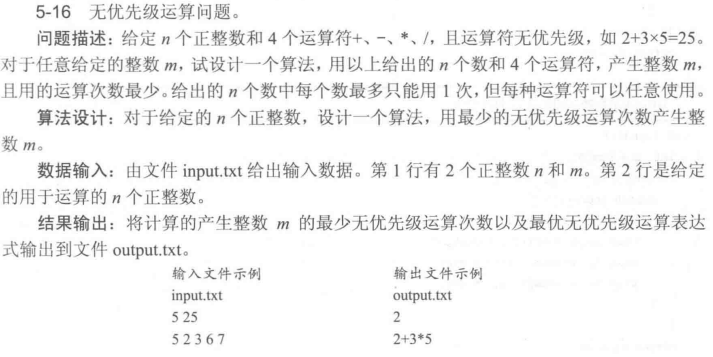 5-16 无优先级运算问题。
问题描述：给定 n 个正整数和 4 个运算符+、-、*、/，且运算符无优先级，如 2+3×5=25。
对于任意给定的整数 m，试设计一个算法，用以上给出的 n 个数和 4 个运算符，产生整数 m，
且用的运算次数最少。给出的 n 个数中每个数最多只能用 1 次，但每种运算符可以任意使用。
算法设计：对于给定的 n 个正整数，设计一个算法，用最少的无优先级运算次数产生整
数 m。
数据输入：由文件 input.txt 给出输入数据。第 1 行有 2 个正整数 n 和 m。第 2 行是给定
的用于运算的 n 个正整数。
结果输出：将计算的产生整数 m 的最少无优先级运算次数以及最优无优先级运算表达
式输出到文件 output.txt。
输入文件示例 输出文件示例
input.txt output.txt
5 25 2
5 2 3 6 7 2+3*5